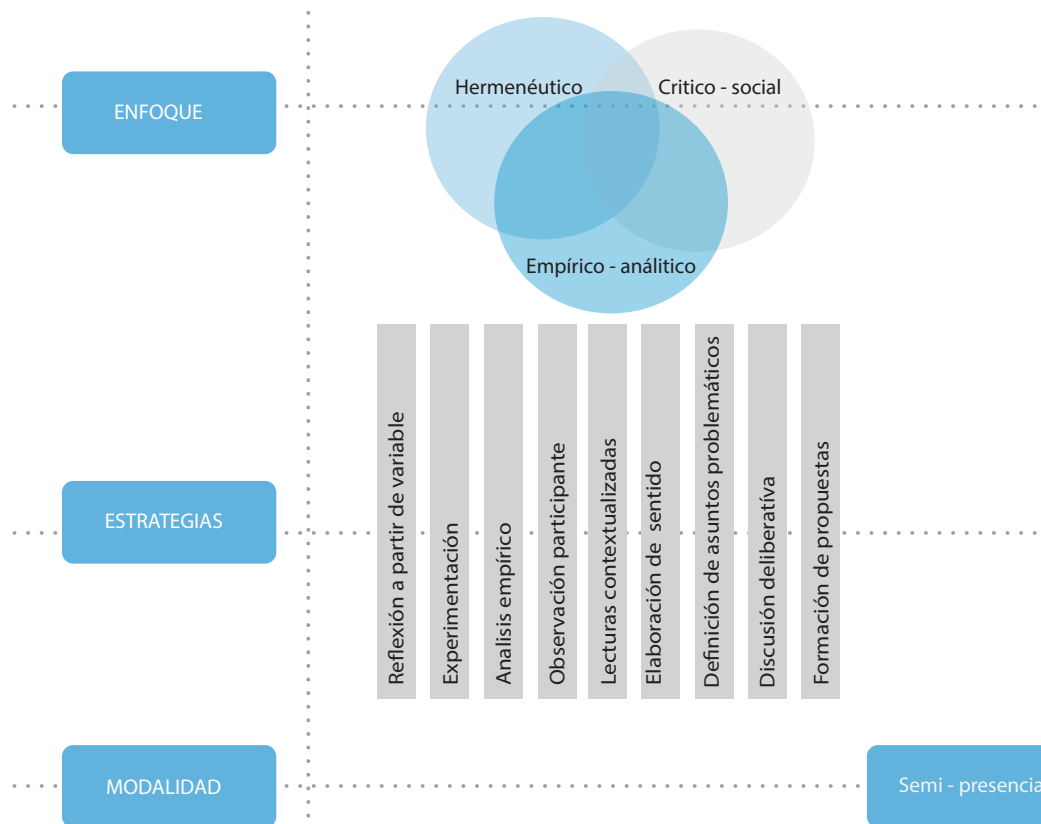 ENFOQUE
Hermenéutico
Critico - social
Empírico - análitico
ESTRATEGIAS
Reflexión a partir de variable
Experimentación
Analisis empírico
Observación participante
Lecturas contextualizadas
Elaboración de sentido
Definición de asuntos problemáticos
Discusión deliberatíva
Formación de propuestas
MODALIDAD
Semi - presencia